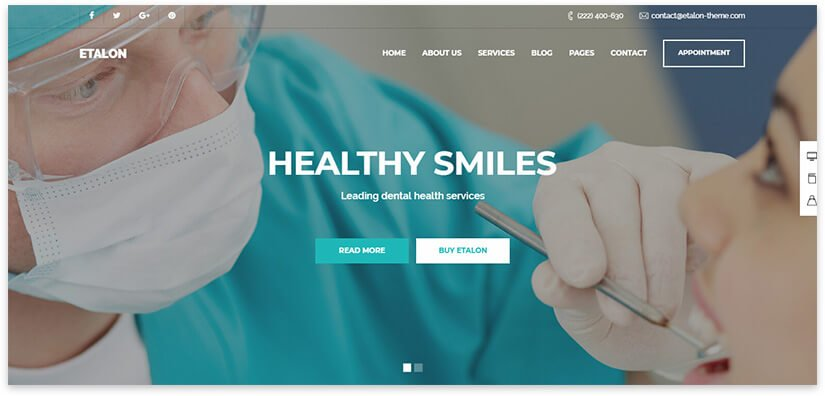 (222) 400-630 contact@etalon-theme.com
ETALON HOME ABOUT US SERVICES BLOG PAGES CONTACT APPOINTMENT
HEALTHY SMILES
Leading dental health services
READ MORE BUY ETALON